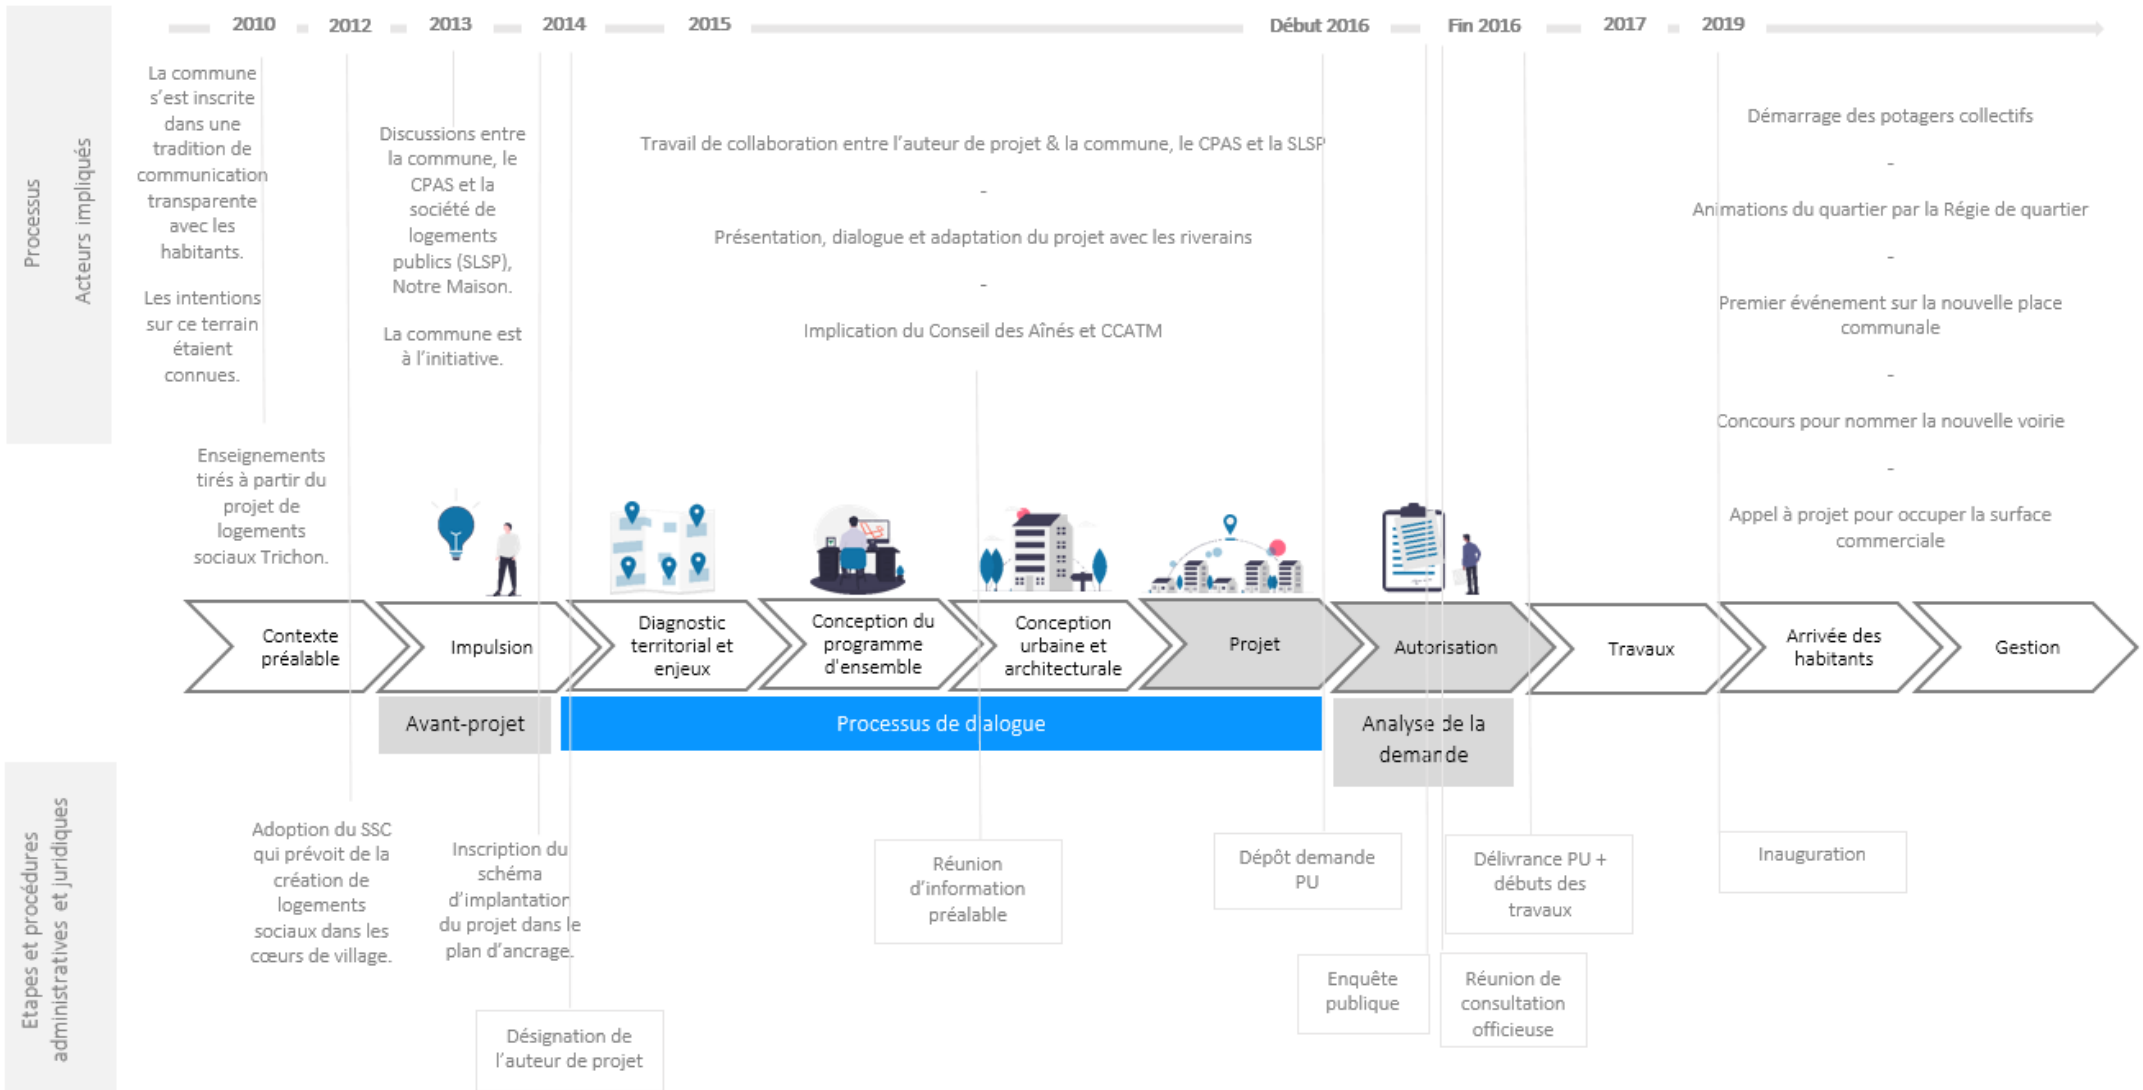 2010
2012
2013
2014
2015
Début 2016
Fin 2016
2017
2019
Processus
Acteurs impliqués
La commune
s’est inscrite
dans une
tradition de
communication
transparente
avec les
habitants.
Les intentions
sur ce terrain
étaient
connues.
Enseignements
tirés à partir du
projet de
logements
sociaux Trichon.
Discussions entre
la commune, le
CPAS et la
société de
logements
publics (SLSP),
Notre Maison.
La commune est
à l’initiative.
Travail de collaboration entre l’auteur de projet & la commune, le CPAS et la SLSP
-
Présentation, dialogue et adaptation du projet avec les riverains
-
Implication du Conseil des Aînés et CCATM
Démarrage des potagers collectifs
-
Animations du quartier par la Régie de quartier
-
Premier événement sur la nouvelle place
communale
-
Concours pour nommer la nouvelle voirie
-
Appel à projet pour occuper la surface
commerciale
Contexte
préalable
Impulsion
Diagnostic
territorial et
enjeux
Conception du
programme
d'ensemble
Conception
urbaine et
architecturale
Projet
Autorisation
Travaux
Arrivée des
habitants
Gestion
Avant-projet
Processus de dialogue
Analyse de la
demande
Etapes et procédures
administratives et juridiques
Adoption du SSC
qui prévoit de la
création de
logements
sociaux dans les
cœurs de village.
Inscription du
schéma
d’implantation
du projet dans le
plan d’ancrage.
Désignation de
l’auteur de projet
Réunion
d’information
préalable
Dépôt demande
PU
Enquête
publique
Réunion de
consultation
officieuse
Délivrance PU +
débuts des
travaux
Inauguration